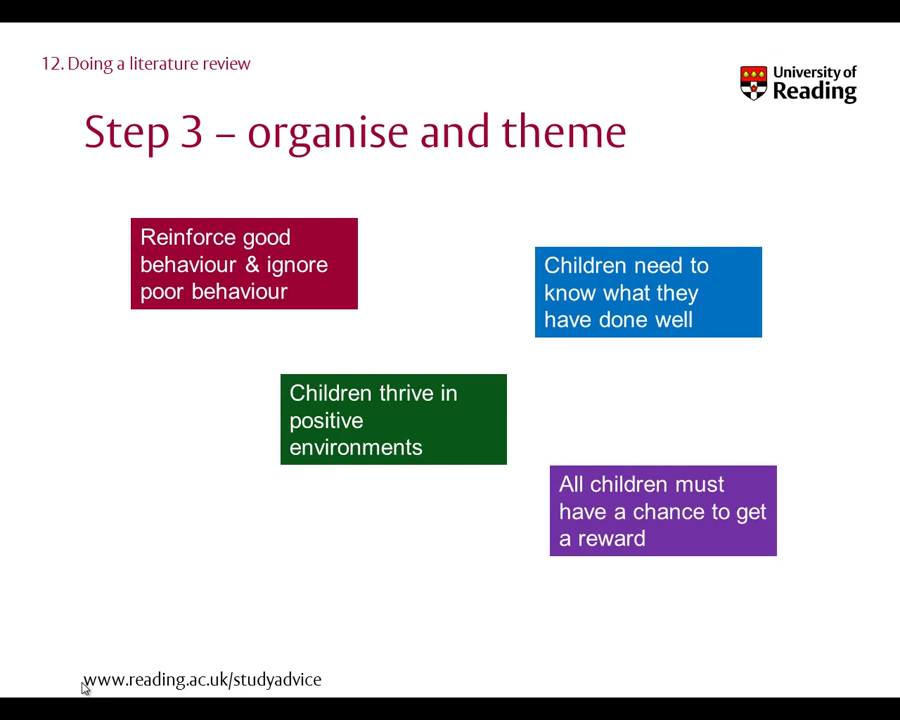 12. Doing a literature review
University of
Reading
Step 3 – organise and theme
Reinforce good
behaviour & ignore
poor behaviour
Children need to
know what they
have done well
Children thrive in
positive
environments
All children must
have a chance to get
a reward
www.reading.ac.uk/studyadvice